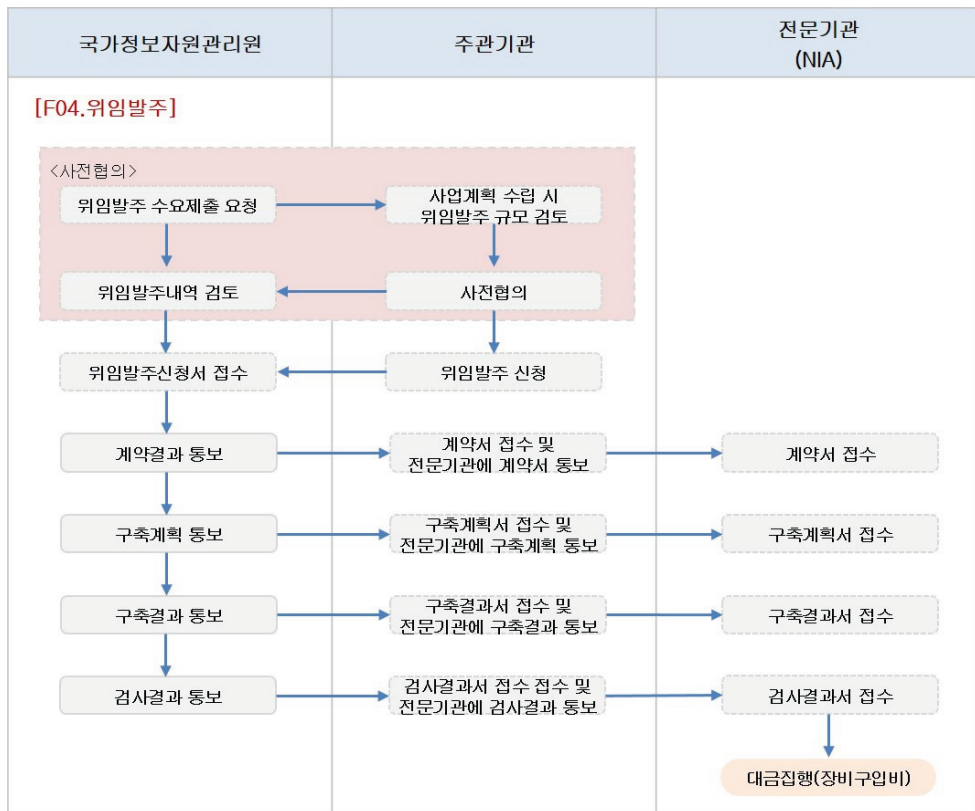 국가정보자원관리원
주관기관
전문기관
(NIA)
[F04.위임발주]
<사전협의>
위임발주 수요제출 요청
사업계획 수립 시
위임발주 규모 검토
위임발주내역 검토
사전협의
위임발주신청서 접수
위임발주 신청
계약결과 통보
계약서 접수 및
전문기관에 계약서 통보
계약서 접수
구축계획 통보
구축계획서 접수 및
전문기관에 구축계획 통보
구축계획서 접수
구축결과 통보
구축결과서 접수 및
전문기관에 구축결과 통보
구축결과서 접수
검사결과 통보
검사결과서 접수 접수 및
전문기관에 검사결과 통보
검사결과서 접수
대금집행(장비구입비)